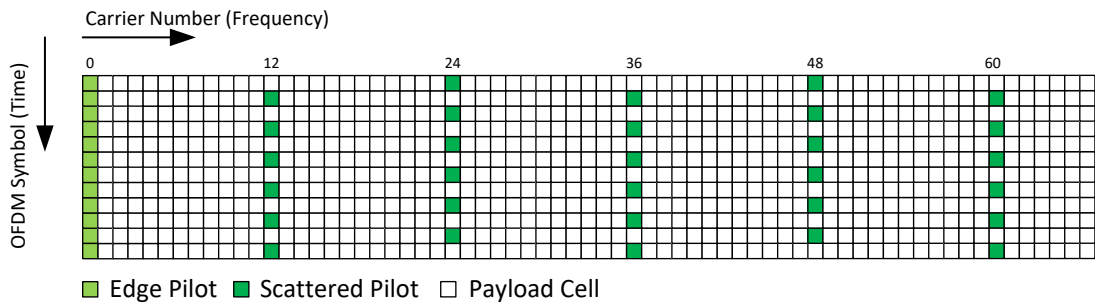 Carrier Number (Frequency)
OFDM Symbol (Time)
0 12 24 36 48 60
Edge Pilot Scattered Pilot Payload Cell